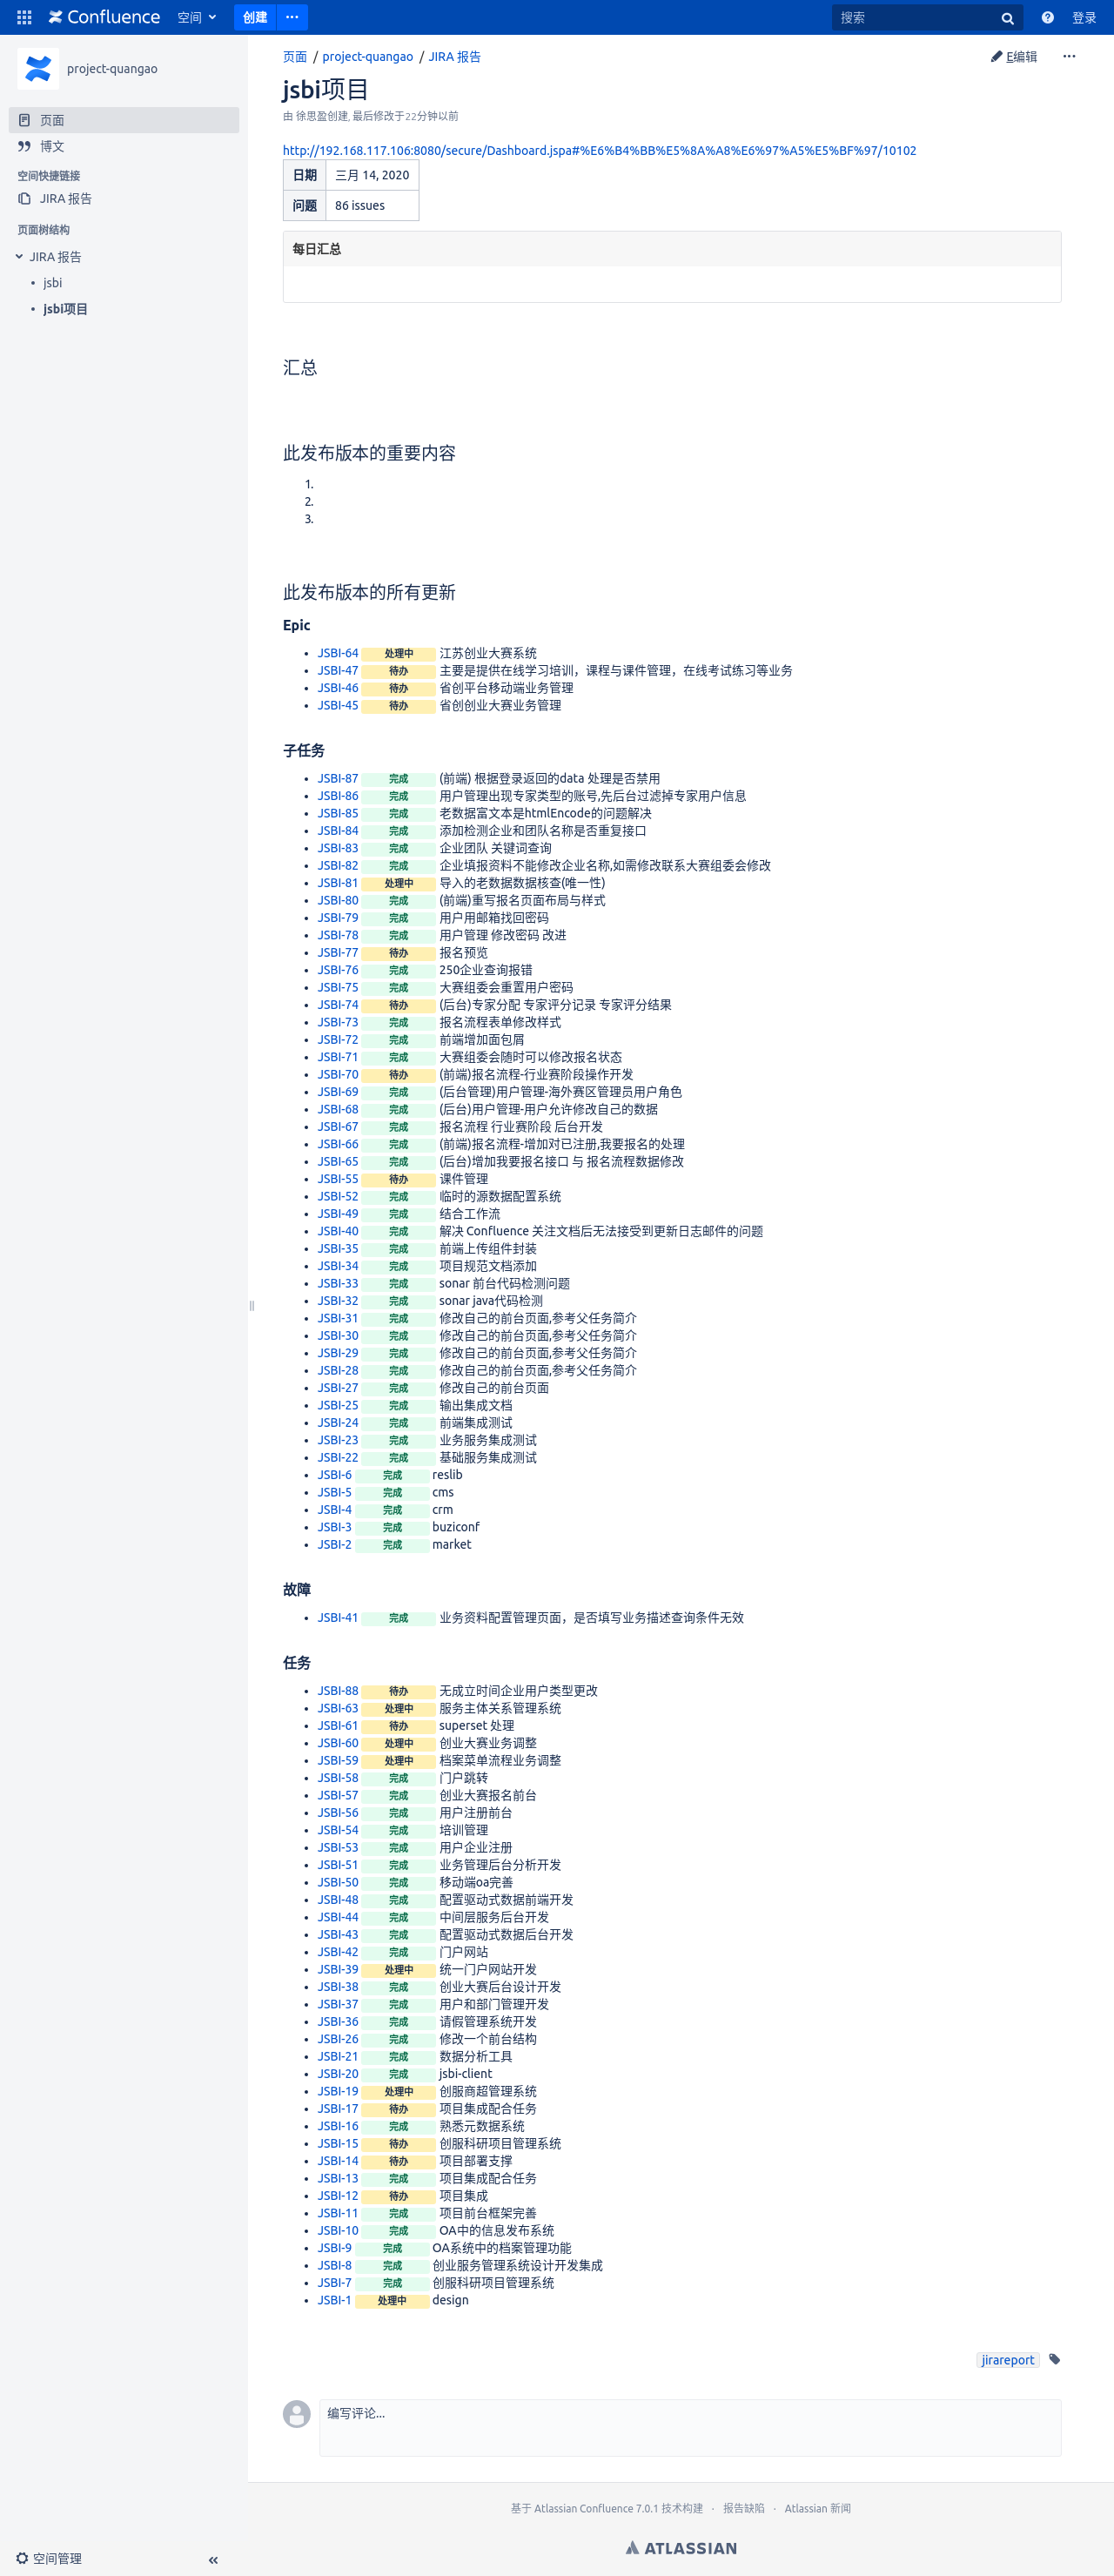 Confluence 空间 创建 ··· 搜索 登录
project-quangao
页面
博文
空间快捷链接
JIRA 报告
页面树结构
JIRA 报告
• jsbi
• jsbi项目
页面 / project-quangao / JIRA 报告
E编辑 ···
jsbi项目
由 徐思盈创建, 最后修改于22分钟以前
http://192.168.117.106:8080/secure/Dashboard.jspa#%E6%B4%BB%E5%8A%A8%E6%97%A5%E5%BF%97/10102
日期 三月 14, 2020
问题 86 issues
每日汇总
汇总
此发布版本的重要内容
1.
2.
3.
此发布版本的所有更新
Epic
• JSBI-64 处理中 江苏创业大赛系统
• JSBI-47 待办 主要是提供在线学习培训，课程与课件管理，在线考试练习等业务
• JSBI-46 待办 省创平台移动端业务管理
• JSBI-45 待办 省创创业大赛业务管理
子任务
• JSBI-87 完成 (前端) 根据登录返回的data 处理是否禁用
• JSBI-86 完成 用户管理出现专家类型的账号,先后台过滤掉专家用户信息
• JSBI-85 完成 老数据富文本是htmlEncode的问题解决
• JSBI-84 完成 添加检测企业和团队名称是否重复接口
• JSBI-83 完成 企业团队 关键词查询
• JSBI-82 完成 企业填报资料不能修改企业名称,如需修改联系大赛组委会修改
• JSBI-81 处理中 导入的老数据数据核查(唯一性)
• JSBI-80 完成 (前端)重写报名页面布局与样式
• JSBI-79 完成 用户用邮箱找回密码
• JSBI-78 完成 用户管理 修改密码 改进
• JSBI-77 待办 报名预览
• JSBI-76 完成 250企业查询报错
• JSBI-75 完成 大赛组委会重置用户密码
• JSBI-74 待办 (后台)专家分配 专家评分记录 专家评分结果
• JSBI-73 完成 报名流程表单修改样式
• JSBI-72 完成 前端增加面包屑
• JSBI-71 完成 大赛组委会随时可以修改报名状态
• JSBI-70 待办 (前端)报名流程-行业赛阶段操作开发
• JSBI-69 完成 (后台管理)用户管理-海外赛区管理员用户角色
• JSBI-68 完成 (后台)用户管理-用户允许修改自己的数据
• JSBI-67 完成 报名流程 行业赛阶段 后台开发
• JSBI-66 完成 (前端)报名流程-增加对已注册,我要报名的处理
• JSBI-65 完成 (后台)增加我要报名接口 与 报名流程数据修改
• JSBI-55 待办 课件管理
• JSBI-52 完成 临时的源数据配置系统
• JSBI-49 完成 结合工作流
• JSBI-40 完成 解决 Confluence 关注文档后无法接受到更新日志邮件的问题
• JSBI-35 完成 前端上传组件封装
• JSBI-34 完成 项目规范文档添加
• JSBI-33 完成 sonar 前台代码检测问题
• JSBI-32 完成 sonar java代码检测
• JSBI-31 完成 修改自己的前台页面,参考父任务简介
• JSBI-30 完成 修改自己的前台页面,参考父任务简介
• JSBI-29 完成 修改自己的前台页面,参考父任务简介
• JSBI-28 完成 修改自己的前台页面,参考父任务简介
• JSBI-27 完成 修改自己的前台页面
• JSBI-25 完成 输出集成文档
• JSBI-24 完成 前端集成测试
• JSBI-23 完成 业务服务集成测试
• JSBI-22 完成 基础服务集成测试
• JSBI-6 完成 reslib
• JSBI-5 完成 cms
• JSBI-4 完成 crm
• JSBI-3 完成 buziconf
• JSBI-2 完成 market
故障
• JSBI-41 完成 业务资料配置管理页面，是否填写业务描述查询条件无效
任务
• JSBI-88 待办 无成立时间企业用户类型更改
• JSBI-63 处理中 服务主体关系管理系统
• JSBI-61 待办 superset 处理
• JSBI-60 处理中 创业大赛业务调整
• JSBI-59 处理中 档案菜单流程业务调整
• JSBI-58 完成 门户跳转
• JSBI-57 完成 创业大赛报名前台
• JSBI-56 完成 用户注册前台
• JSBI-54 完成 培训管理
• JSBI-53 完成 用户企业注册
• JSBI-51 完成 业务管理后台分析开发
• JSBI-50 完成 移动端oa完善
• JSBI-48 完成 配置驱动式数据前端开发
• JSBI-44 完成 中间层服务后台开发
• JSBI-43 完成 配置驱动式数据后台开发
• JSBI-42 完成 门户网站
• JSBI-39 处理中 统一门户网站开发
• JSBI-38 完成 创业大赛后台设计开发
• JSBI-37 完成 用户和部门管理开发
• JSBI-36 完成 请假管理系统开发
• JSBI-26 完成 修改一个前台结构
• JSBI-21 完成 数据分析工具
• JSBI-20 完成 jsbi-client
• JSBI-19 处理中 创服商超管理系统
• JSBI-17 待办 项目集成配合任务
• JSBI-16 完成 熟悉元数据系统
• JSBI-15 待办 创服科研项目管理系统
• JSBI-14 待办 项目部署支撑
• JSBI-13 完成 项目集成配合任务
• JSBI-12 待办 项目集成
• JSBI-11 完成 项目前台框架完善
• JSBI-10 完成 OA中的信息发布系统
• JSBI-9 完成 OA系统中的档案管理功能
• JSBI-8 完成 创业服务管理系统设计开发集成
• JSBI-7 完成 创服科研项目管理系统
• JSBI-1 处理中 design
jirareport
编写评论...
基于 Atlassian Confluence 7.0.1 技术构建 · 报告缺陷 · Atlassian 新闻
ATLASSIAN
空间管理 «